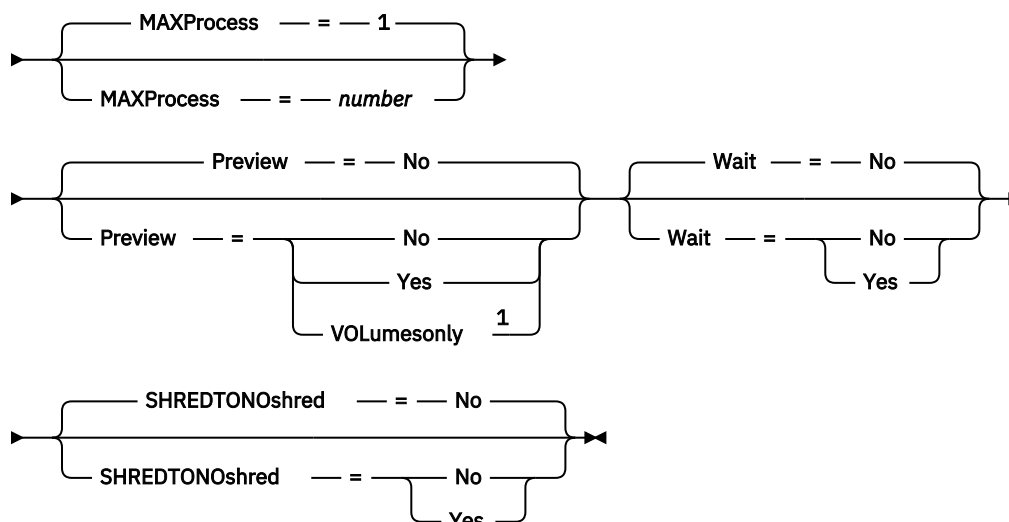 MAXProcess = 1
MAXProcess = number
Preview = No
Wait = No
Preview = No
Wait = No
Yes
Yes
VOLumesonly 1
SHREDTONOshred = No
SHREDTONOshred = No
Yes